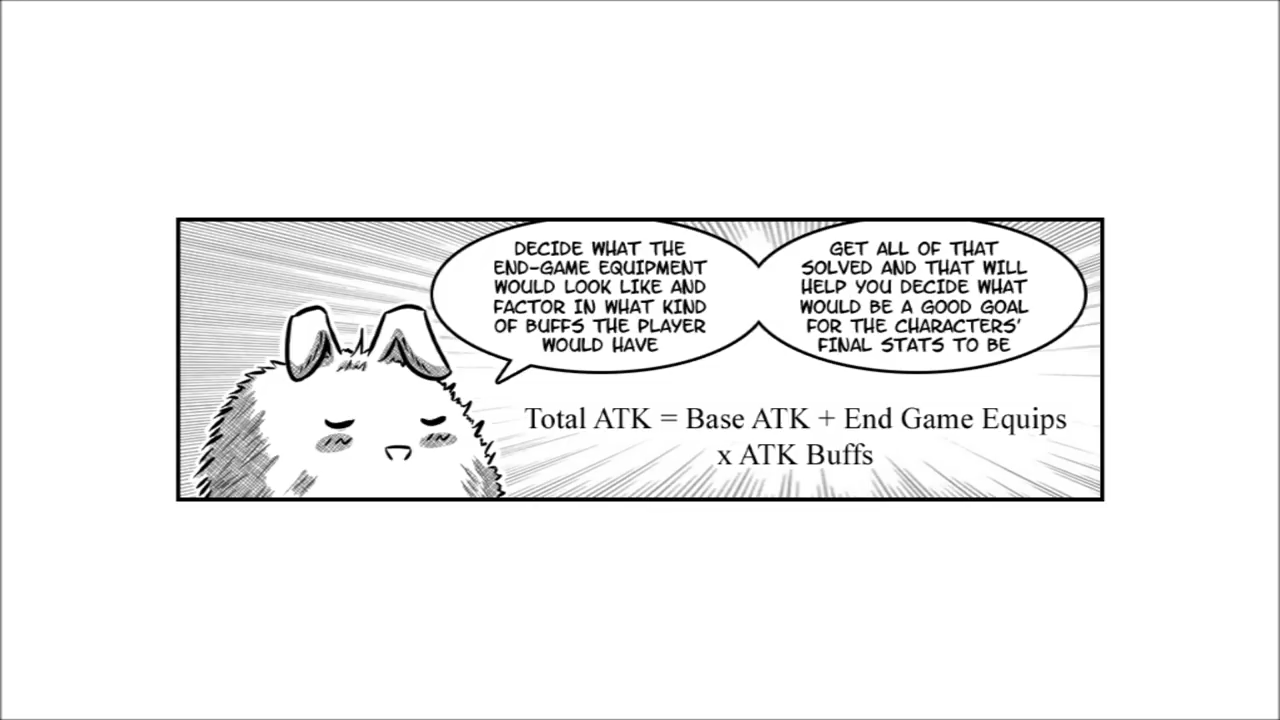 DECIDE WHAT THE
END-GAME EQUIPMENT
WOULD LOOK LIKE AND
FACTOR IN WHAT KIND
OF BUFFS THE PLAYER
WOULD HAVE
GET ALL OF THAT
SOLVED AND THAT WILL
HELP YOU DECIDE WHAT
WOULD BE A GOOD GOAL
FOR THE CHARACTERS'
FINAL STATS TO BE
Total ATK = Base ATK + End Game Equips
x ATK Buffs